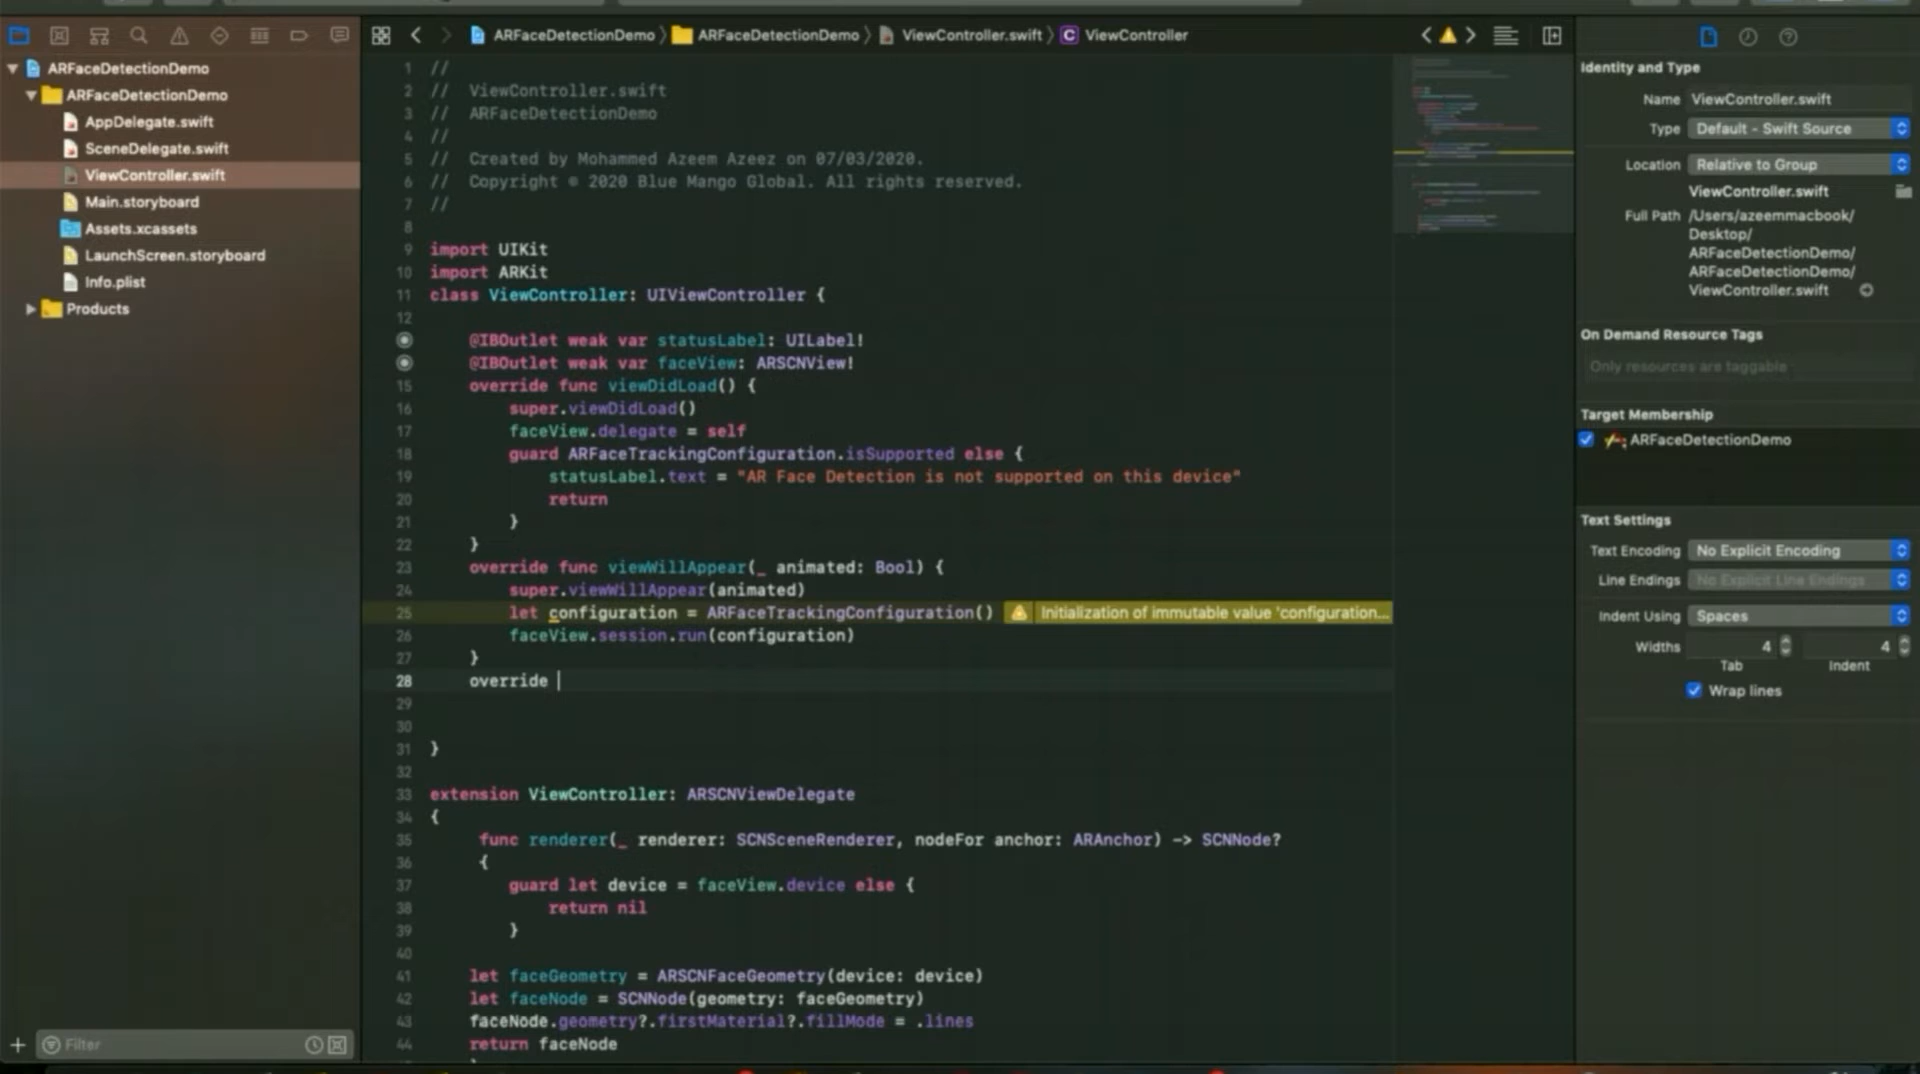 ARFaceDetectionDemo
ARFaceDetectionDemo
AppDelegate.swift
SceneDelegate.swift
ViewController.swift
Main.storyboard
Assets.xcassets
LaunchScreen.storyboard
Info.plist
Products
Filter
ARFaceDetectionDemo ARFaceDetectionDemo ViewController.swift C ViewController
1 //
2 //  ViewController.swift
3 //  ARFaceDetectionDemo
4 //
5 //  Created by Mohammed Azeem Azeez on 07/03/2020.
6 //  Copyright © 2020 Blue Mango Global. All rights reserved.
7 //
8
9 import UIKit
10 import ARKit
11 class ViewController: UIViewController {
12
@IBOutlet weak var statusLabel: UILabel!
@IBOutlet weak var faceView: ARSCNView!
15 override func viewDidLoad() {
16 super.viewDidLoad()
17 faceView.delegate = self
18 guard ARFaceTrackingConfiguration.isSupported else {
19 statusLabel.text = "AR Face Detection is not supported on this device"
20 return
21 }
22 }
23 override func viewWillAppear(_ animated: Bool) {
24 super.viewWillAppear(animated)
25 let configuration = ARFaceTrackingConfiguration() Initialization of immutable value 'configuration...
26 faceView.session.run(configuration)
27 }
28 override
29
30
31 }
32
33 extension ViewController: ARSCNViewDelegate
34 {
35 func renderer(_ renderer: SCNSceneRenderer, nodeFor anchor: ARAnchor) -> SCNNode?
36 {
37 guard let device = faceView.device else {
38 return nil
39 }
40
41 let faceGeometry = ARSCNFaceGeometry(device: device)
42 let faceNode = SCNNode(geometry: faceGeometry)
43 faceNode.geometry?.firstMaterial?.fillMode = .lines
44 return faceNode
Identity and Type
Name ViewController.swift
Type Default - Swift Source
Location Relative to Group
ViewController.swift
Full Path /Users/azeemmacbook/
Desktop/
ARFaceDetectionDemo/
ARFaceDetectionDemo/
ViewController.swift
On Demand Resource Tags
Only resources are taggable
Target Membership
ARFaceDetectionDemo
Text Settings
Text Encoding No Explicit Encoding
Line Endings No Explicit Line Endings
Indent Using Spaces
Widths 4 4
Tab Indent
Wrap lines